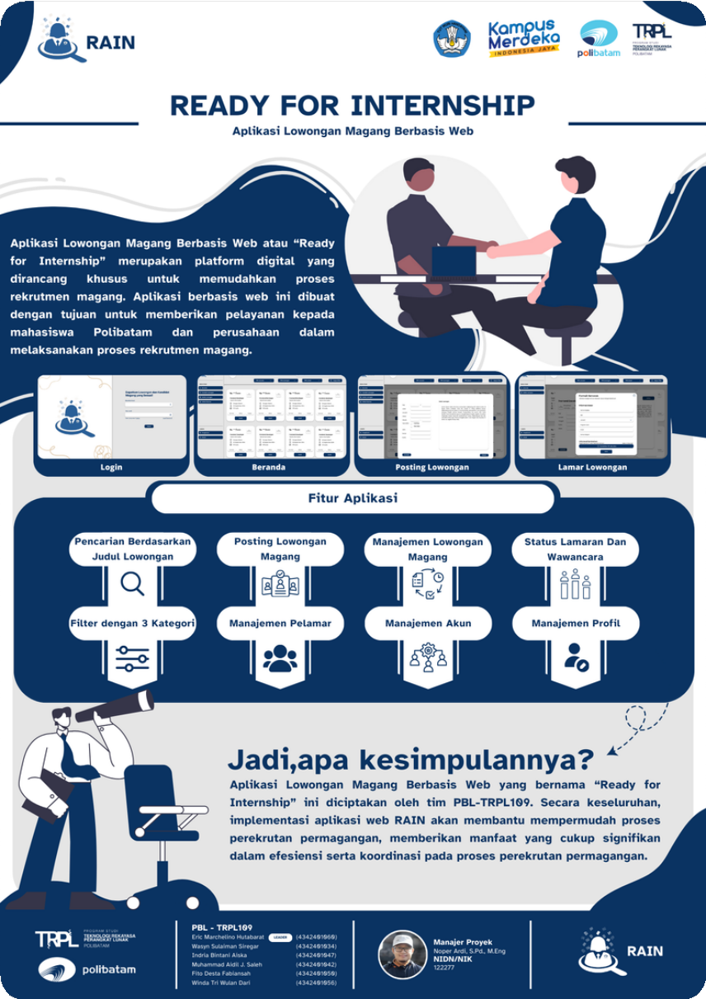 RAIN
Kampus
Merdeka
INDONESIA JAYA
polibatam
TRPL
PROGRAM STUDI
TEKNOLOGI REKAYASA
PERANGKAT LUNAK
POLIBATAM
READY FOR INTERNSHIP
Aplikasi Lowongan Magang Berbasis Web
Aplikasi Lowongan Magang Berbasis Web atau “Ready
for Internship” merupakan platform digital yang
dirancang khusus untuk memudahkan proses
rekrutmen magang. Aplikasi berbasis web ini dibuat
dengan tujuan untuk memberikan pelayanan kepada
mahasiswa Polibatam dan perusahaan dalam
melaksanakan proses rekrutmen magang.
Login
Beranda
Posting Lowongan
Lamar Lowongan
Fitur Aplikasi
Pencarian Berdasarkan
Judul Lowongan
Posting Lowongan
Magang
Manajemen Lowongan
Magang
Status Lamaran Dan
Wawancara
Filter dengan 3 Kategori
Manajemen Pelamar
Manajemen Akun
Manajemen Profil
Jadi,apa kesimpulannya?
Aplikasi Lowongan Magang Berbasis Web yang bernama “Ready for
Internship” ini diciptakan oleh tim PBL-TRPL109. Secara keseluruhan,
implementasi aplikasi web RAIN akan membantu mempermudah proses
perekrutan permagangan, memberikan manfaat yang cukup signifikan
dalam efesiensi serta koordinasi pada proses perekrutan permagangan.
TRPL
PROGRAM STUDI
TEKNOLOGI REKAYASA
PERANGKAT LUNAK
POLIBATAM
polibatam
PBL - TRPL109
Eric Marchelino Hutabarat LEADER (4342401060)
Wasyn Sulaiman Siregar (4342401034)
Indria Bintani Aiska (4342401047)
Muhammad Aidil J. Saleh (4342401042)
Fito Desta Fabiansah (4342401050)
Winda Tri Wulan Dari (4342401056)
Manajer Proyek
Noper Ardi, S.Pd., M.Eng
NIDN/NIK
122277
RAIN